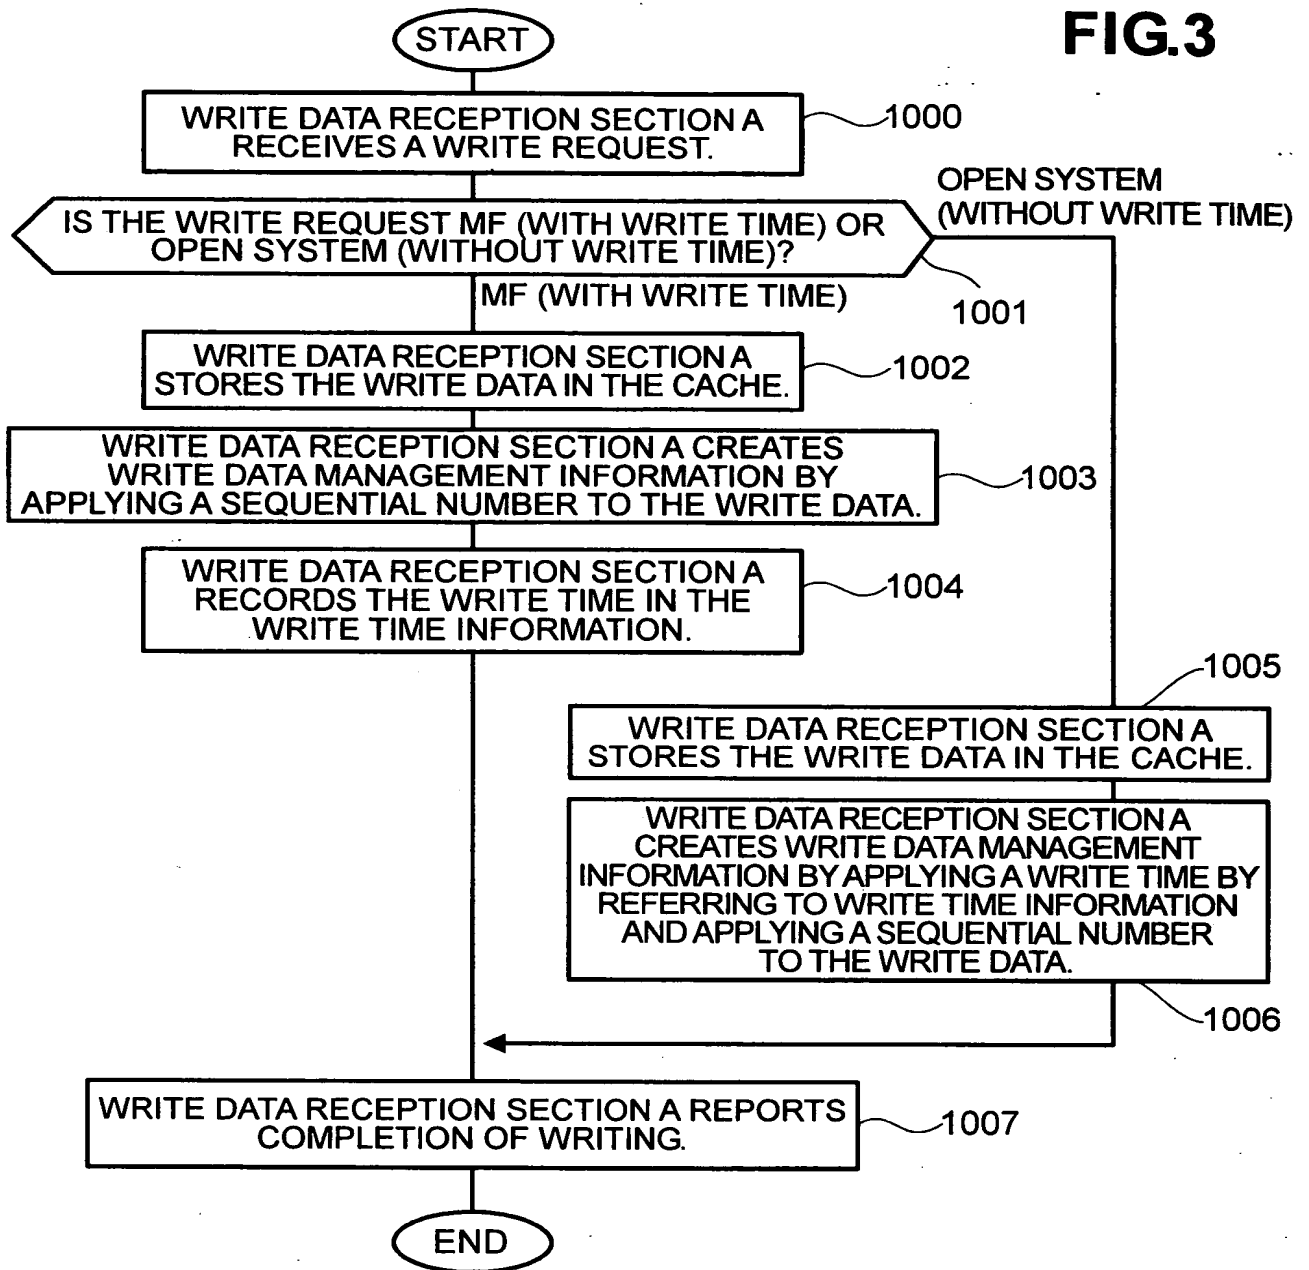 FIG.3
START
WRITE DATA RECEPTION SECTION A
RECEIVES A WRITE REQUEST.
1000
IS THE WRITE REQUEST MF (WITH WRITE TIME) OR
OPEN SYSTEM (WITHOUT WRITE TIME)?
1001
OPEN SYSTEM
(WITHOUT WRITE TIME)
MF (WITH WRITE TIME)
WRITE DATA RECEPTION SECTION A
STORES THE WRITE DATA IN THE CACHE.
1002
WRITE DATA RECEPTION SECTION A CREATES
WRITE DATA MANAGEMENT INFORMATION BY
APPLYING A SEQUENTIAL NUMBER TO THE WRITE DATA.
1003
WRITE DATA RECEPTION SECTION A
RECORDS THE WRITE TIME IN THE
WRITE TIME INFORMATION.
1004
1005
WRITE DATA RECEPTION SECTION A
STORES THE WRITE DATA IN THE CACHE.
WRITE DATA RECEPTION SECTION A
CREATES WRITE DATA MANAGEMENT
INFORMATION BY APPLYING A WRITE TIME BY
REFERRING TO WRITE TIME INFORMATION
AND APPLYING A SEQUENTIAL NUMBER
TO THE WRITE DATA.
1006
WRITE DATA RECEPTION SECTION A REPORTS
COMPLETION OF WRITING.
1007
END